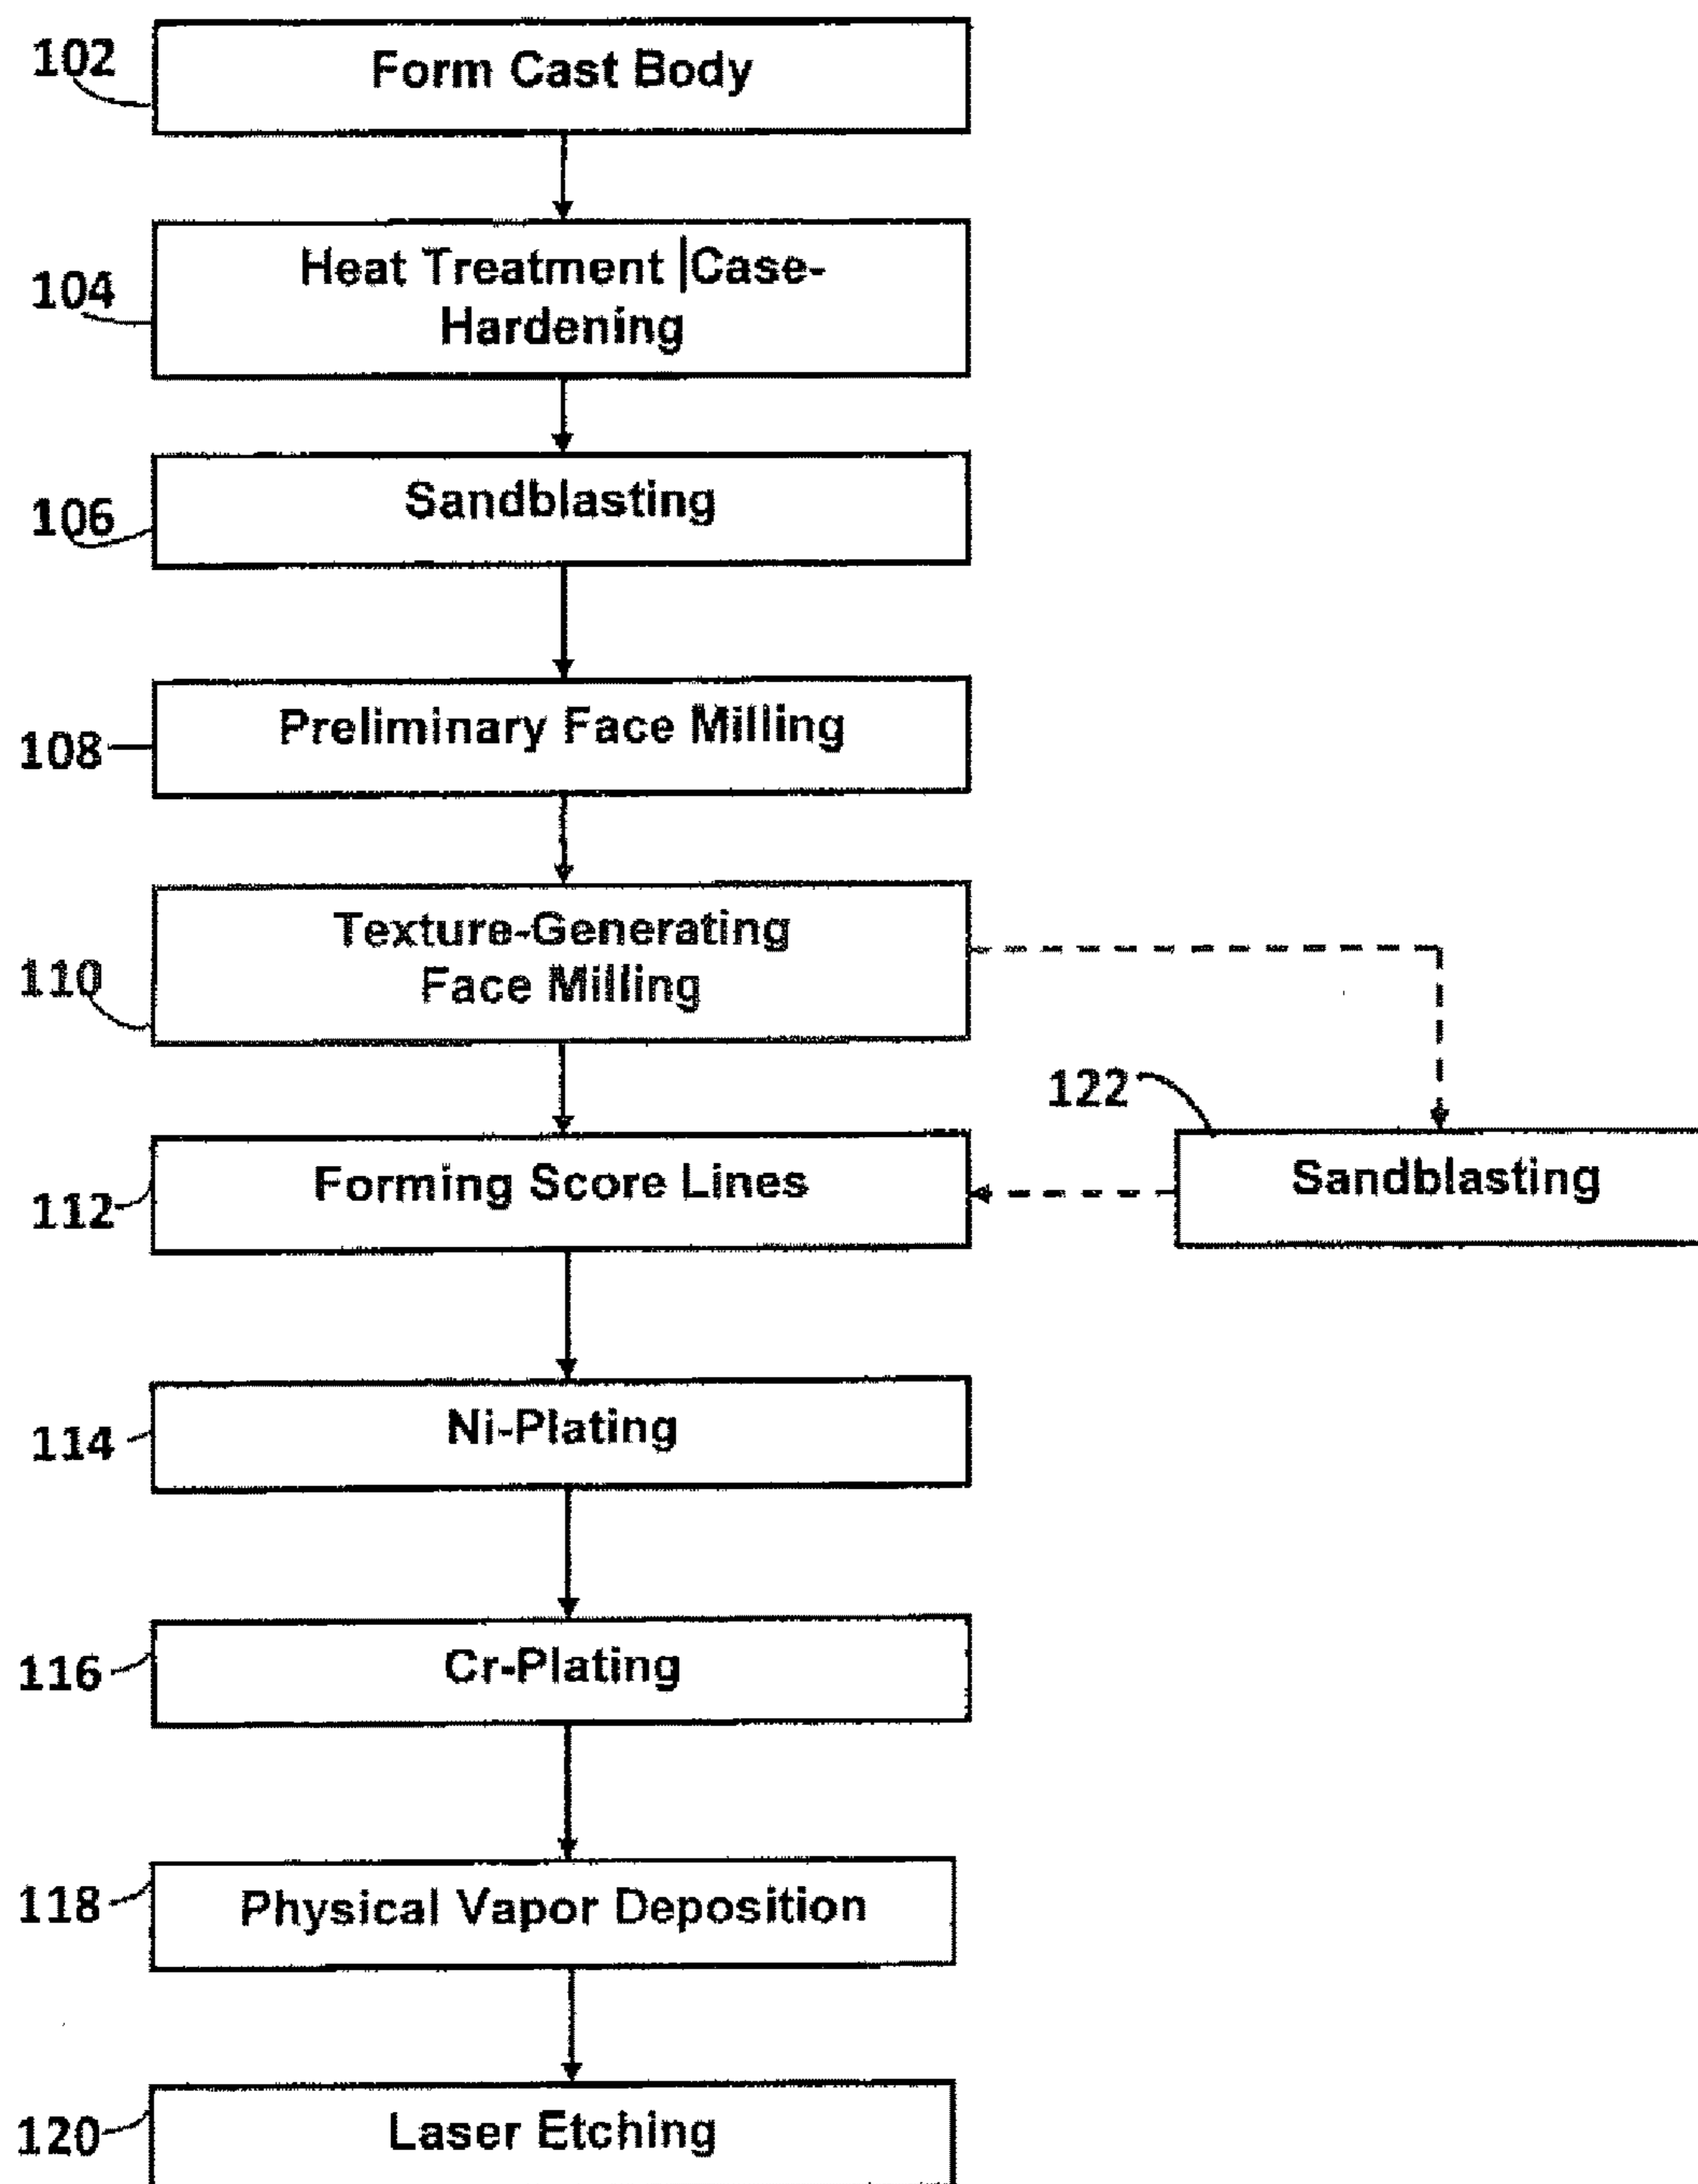 102
Form Cast Body
104
Heat Treatment |Case-
Hardening
106
Sandblasting
108
Preliminary Face Milling
110
Texture-Generating
Face Milling
122
112
Forming Score Lines
Sandblasting
114
Ni-Plating
116
Cr-Plating
118
Physical Vapor Deposition
120
Laser Etching